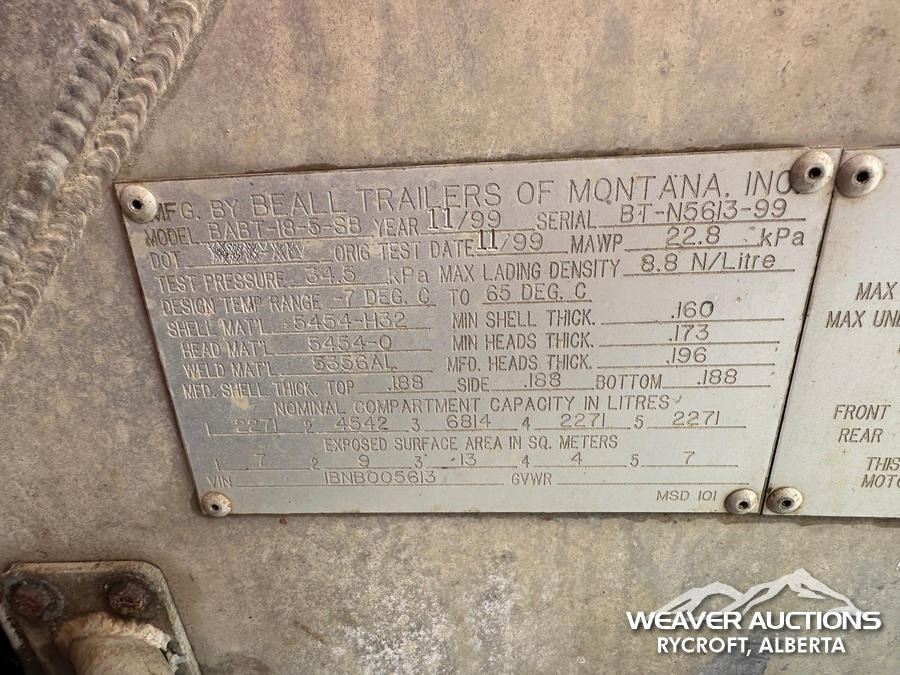 MFG. BY BEALL TRAILERS OF MONTANA, INC.
MODEL BABT-18-5-SB YEAR 11/99 SERIAL BT-N5613-99
DOT ORIG TEST DATE 11/99 MAWP 22.8 kPa
TEST PRESSURE 34.5 kPa MAX LADING DENSITY 8.8 N/Litre
DESIGN TEMP RANGE -7 DEG. C TO 65 DEG. C
SHELL MAT'L 5454-H32 MIN SHELL THICK. .160
HEAD MAT'L 5454-O MIN HEADS THICK. .173
WELD MAT'L 5356AL MFD. HEADS THICK. .196
MFD. SHELL THICK. TOP .188 SIDE .188 BOTTOM .188
NOMINAL COMPARTMENT CAPACITY IN LITRES
1 2271 2 4542 3 6814 4 2271 5 2271
EXPOSED SURFACE AREA IN SQ. METERS
1 7 2 9 3 13 4 4 5 7
VIN 1BNB005613 GVWR
MSD 101
MAX
MAX UN
FRONT
REAR
THIS
MOTO
WEAVER AUCTIONS
RYCROFT, ALBERTA